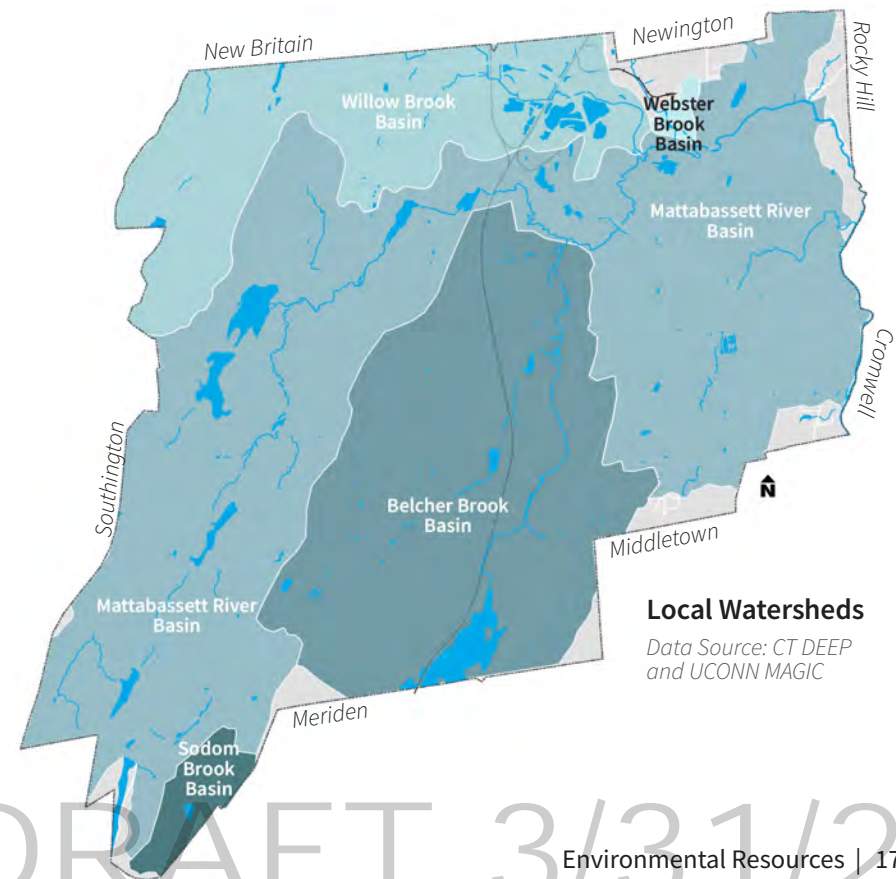 New Britain
Newington
Rocky Hill
Willow Brook
Basin
Webster
Brook
Basin
Mattabassett River
Basin
Cromwell
Southington
Belcher Brook
Basin
N
Middletown
Mattabassett River
Basin
Local Watersheds
Data Source: CT DEEP
and UCONN MAGIC
Meriden
Sodom
Brook
Basin
DRAFT 3/31/2
Environmental Resources | 17